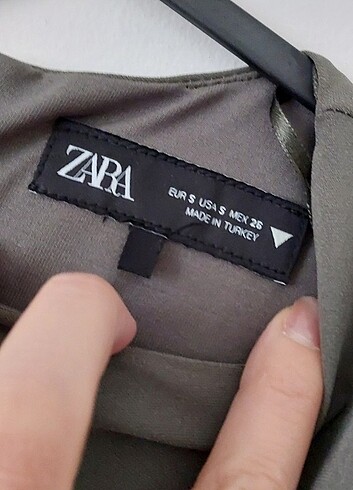 ZARA
EUR S USA S MEX 26
MADE IN TURKEY